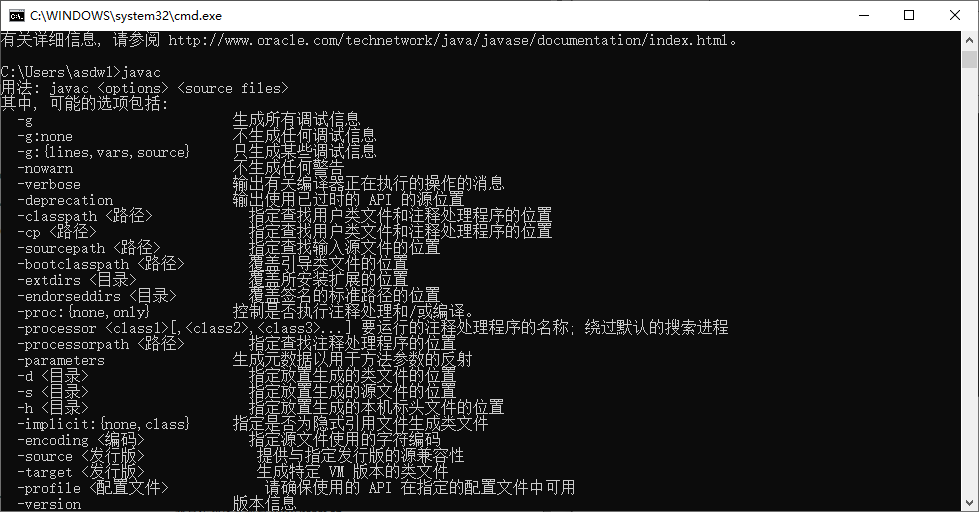 C:\WINDOWS\system32\cmd.exe
有关详细信息, 请参阅 http://www.oracle.com/technetwork/java/javase/documentation/index.html。
C:\Users\asdwl>javac
用法: javac <options> <source files>
其中, 可能的选项包括:
-g 生成所有调试信息
-g:none 不生成任何调试信息
-g:{lines,vars,source} 只生成某些调试信息
-nowarn 不生成任何警告
-verbose 输出有关编译器正在执行的操作的消息
-deprecation 输出使用已过时的 API 的源位置
-classpath <路径> 指定查找用户类文件和注释处理程序的位置
-cp <路径> 指定查找用户类文件和注释处理程序的位置
-sourcepath <路径> 指定查找输入源文件的位置
-bootclasspath <路径> 覆盖引导类文件的位置
-extdirs <目录> 覆盖所安装扩展的位置
-endorseddirs <目录> 覆盖签名的标准路径的位置
-proc:{none,only} 控制是否执行注释处理和/或编译。
-processor <class1>[,<class2>,<class3>...] 要运行的注释处理程序的名称; 绕过默认的搜索进程
-processorpath <路径> 指定查找注释处理程序的位置
-parameters 生成元数据以用于方法参数的反射
-d <目录> 指定放置生成的类文件的位置
-s <目录> 指定放置生成的源文件的位置
-h <目录> 指定放置生成的本机标头文件的位置
-implicit:{none,class} 指定是否为隐式引用文件生成类文件
-encoding <编码> 指定源文件使用的字符编码
-source <发行版> 提供与指定发行版的源兼容性
-target <发行版> 生成特定 VM 版本的类文件
-profile <配置文件> 请确保使用的 API 在指定的配置文件中可用
-version 版本信息